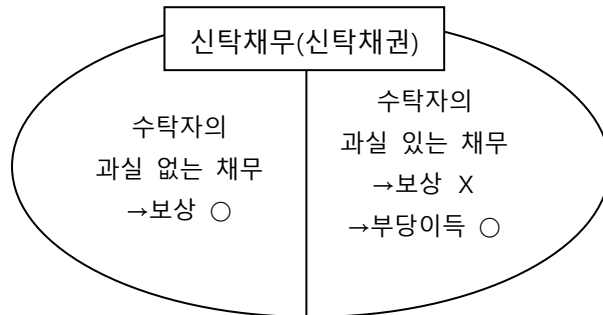 신탁채무(신탁채권)
수탁자의
과실 없는 채무
→보상 ○
수탁자의
과실 있는 채무
→보상 X
→부당이득 ○